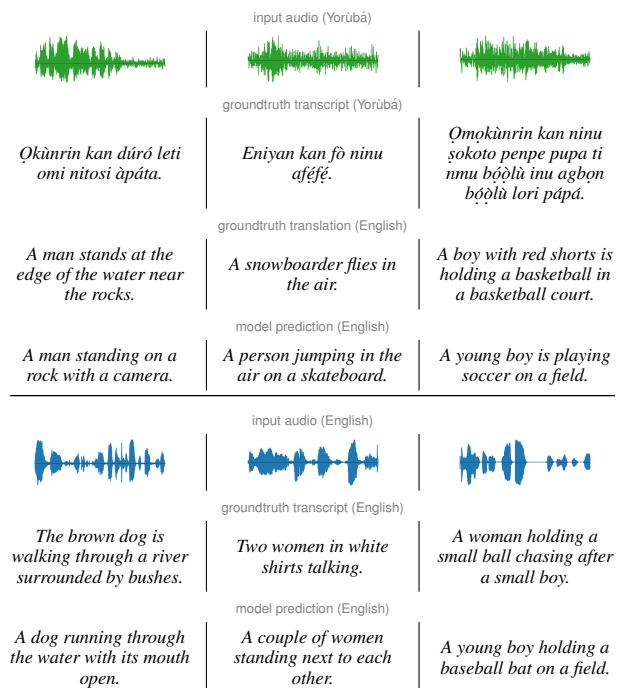 input audio (Yorùbá)
groundtruth transcript (Yorùbá)
Ọkùnrin kan dúró leti
omi nitosi àpáta.
Eniyan kan fò ninu
afẹ́fẹ́.
Ọmọkùnrin kan ninu
ṣokoto penpe pupa ti
nmu bọ́ọ̀lù inu agbọn
bọ́ọ̀lù lori pápá.
groundtruth translation (English)
A man stands at the
edge of the water near
the rocks.
A snowboarder flies in
the air.
A boy with red shorts is
holding a basketball in
a basketball court.
model prediction (English)
A man standing on a
rock with a camera.
A person jumping in the
air on a skateboard.
A young boy is playing
soccer on a field.
input audio (English)
groundtruth transcript (English)
The brown dog is
walking through a river
surrounded by bushes.
Two women in white
shirts talking.
A woman holding a
small ball chasing after
a small boy.
model prediction (English)
A dog running through
the water with its mouth
open.
A couple of women
standing next to each
other.
A young boy holding a
baseball bat on a field.